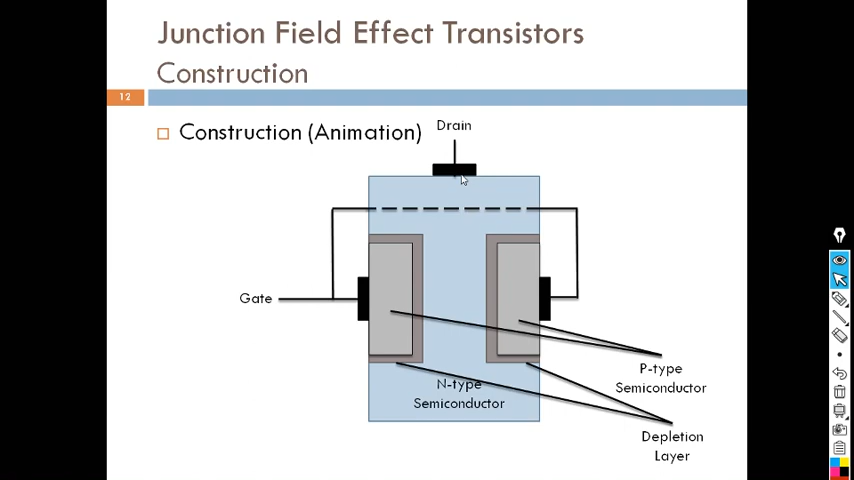 Junction Field Effect Transistors
Construction
12
Construction (Animation)
Drain
Gate
P-type
Semiconductor
N-type
Semiconductor
Depletion
Layer